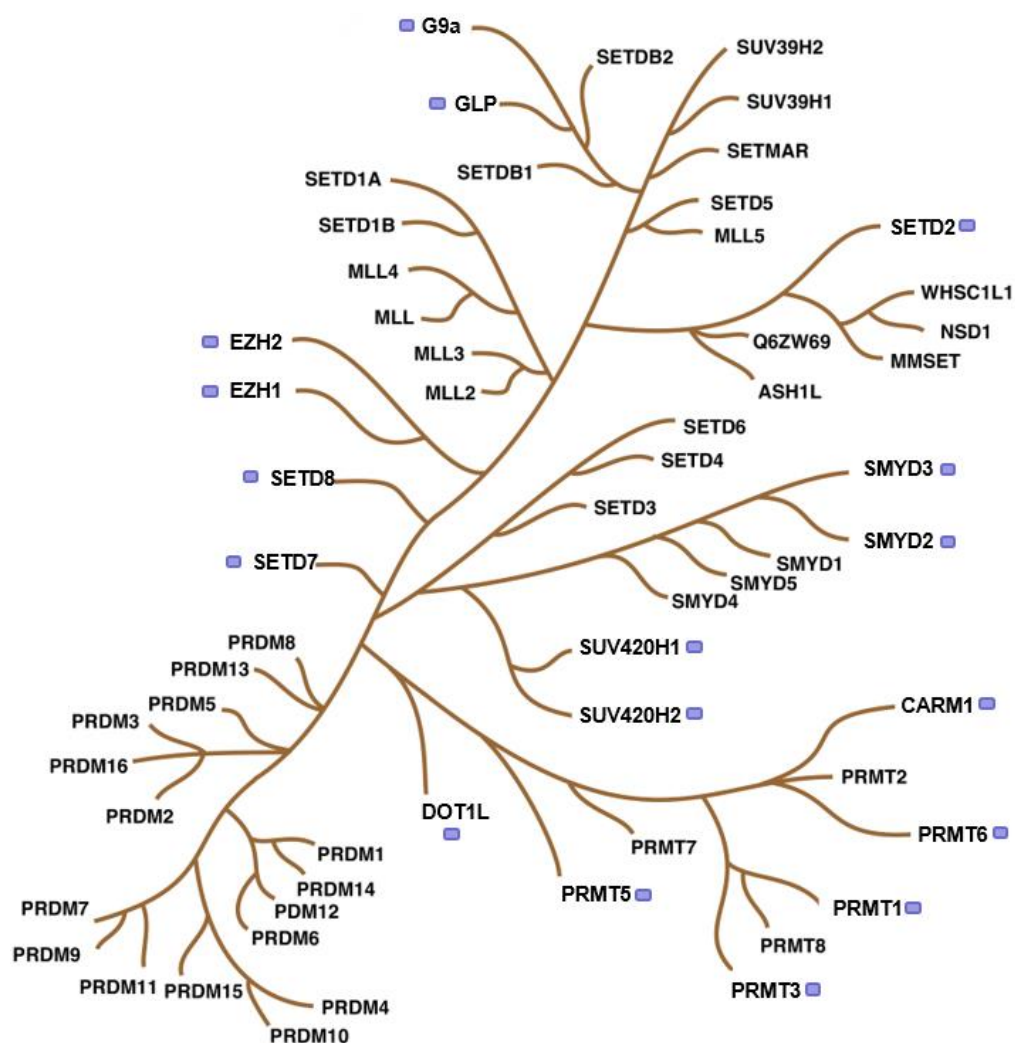 G9a
SUV39H2
SETDB2
SUV39H1
GLP
SETMAR
SETDB1
SETD1A
SETD5
SETD1B
SETD2
MLL5
MLL4
WHSC1L1
MLL
NSD1
EZH2
Q6ZW69
MLL3
MMSET
EZH1
MLL2
ASH1L
SETD6
SETD4
SMYD3
SETD8
SETD3
SMYD2
SETD7
SMYD1
SMYD5
SMYD4
PRDM8
SUV420H1
PRDM13
PRDM5
CARM1
SUV420H2
PRDM3
PRDM16
PRMT2
DOT1L
PRDM2
PRMT6
PRMT7
PRDM1
PRDM14
PRMT5
PRDM7
PRMT1
PDM12
PRDM6
PRMT8
PRDM9
PRDM11
PRDM15
PRMT3
PRDM4
PRDM10